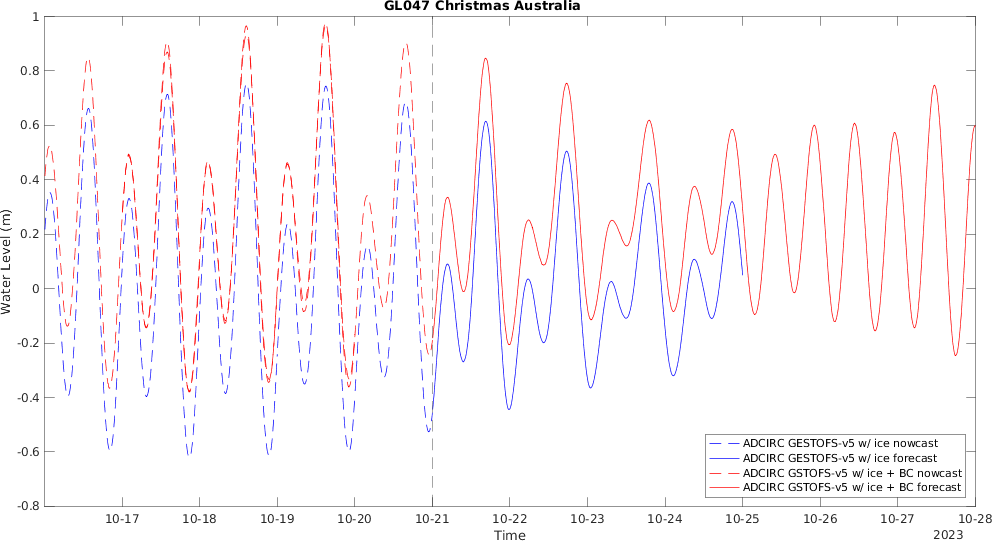 GL047 Christmas Australia
1
0.8
0.6
0.4
0.2
0
-0.2
-0.4
-0.6
-0.8
Water Level (m)
ADCIRC GESTOFS-v5 w/ ice nowcast
ADCIRC GESTOFS-v5 w/ ice forecast
ADCIRC GSTOFS-v5 w/ ice + BC nowcast
ADCIRC GSTOFS-v5 w/ ice + BC forecast
10-17 10-18 10-19 10-20 10-21 10-22 10-23 10-24 10-25 10-26 10-27 10-28
Time
2023